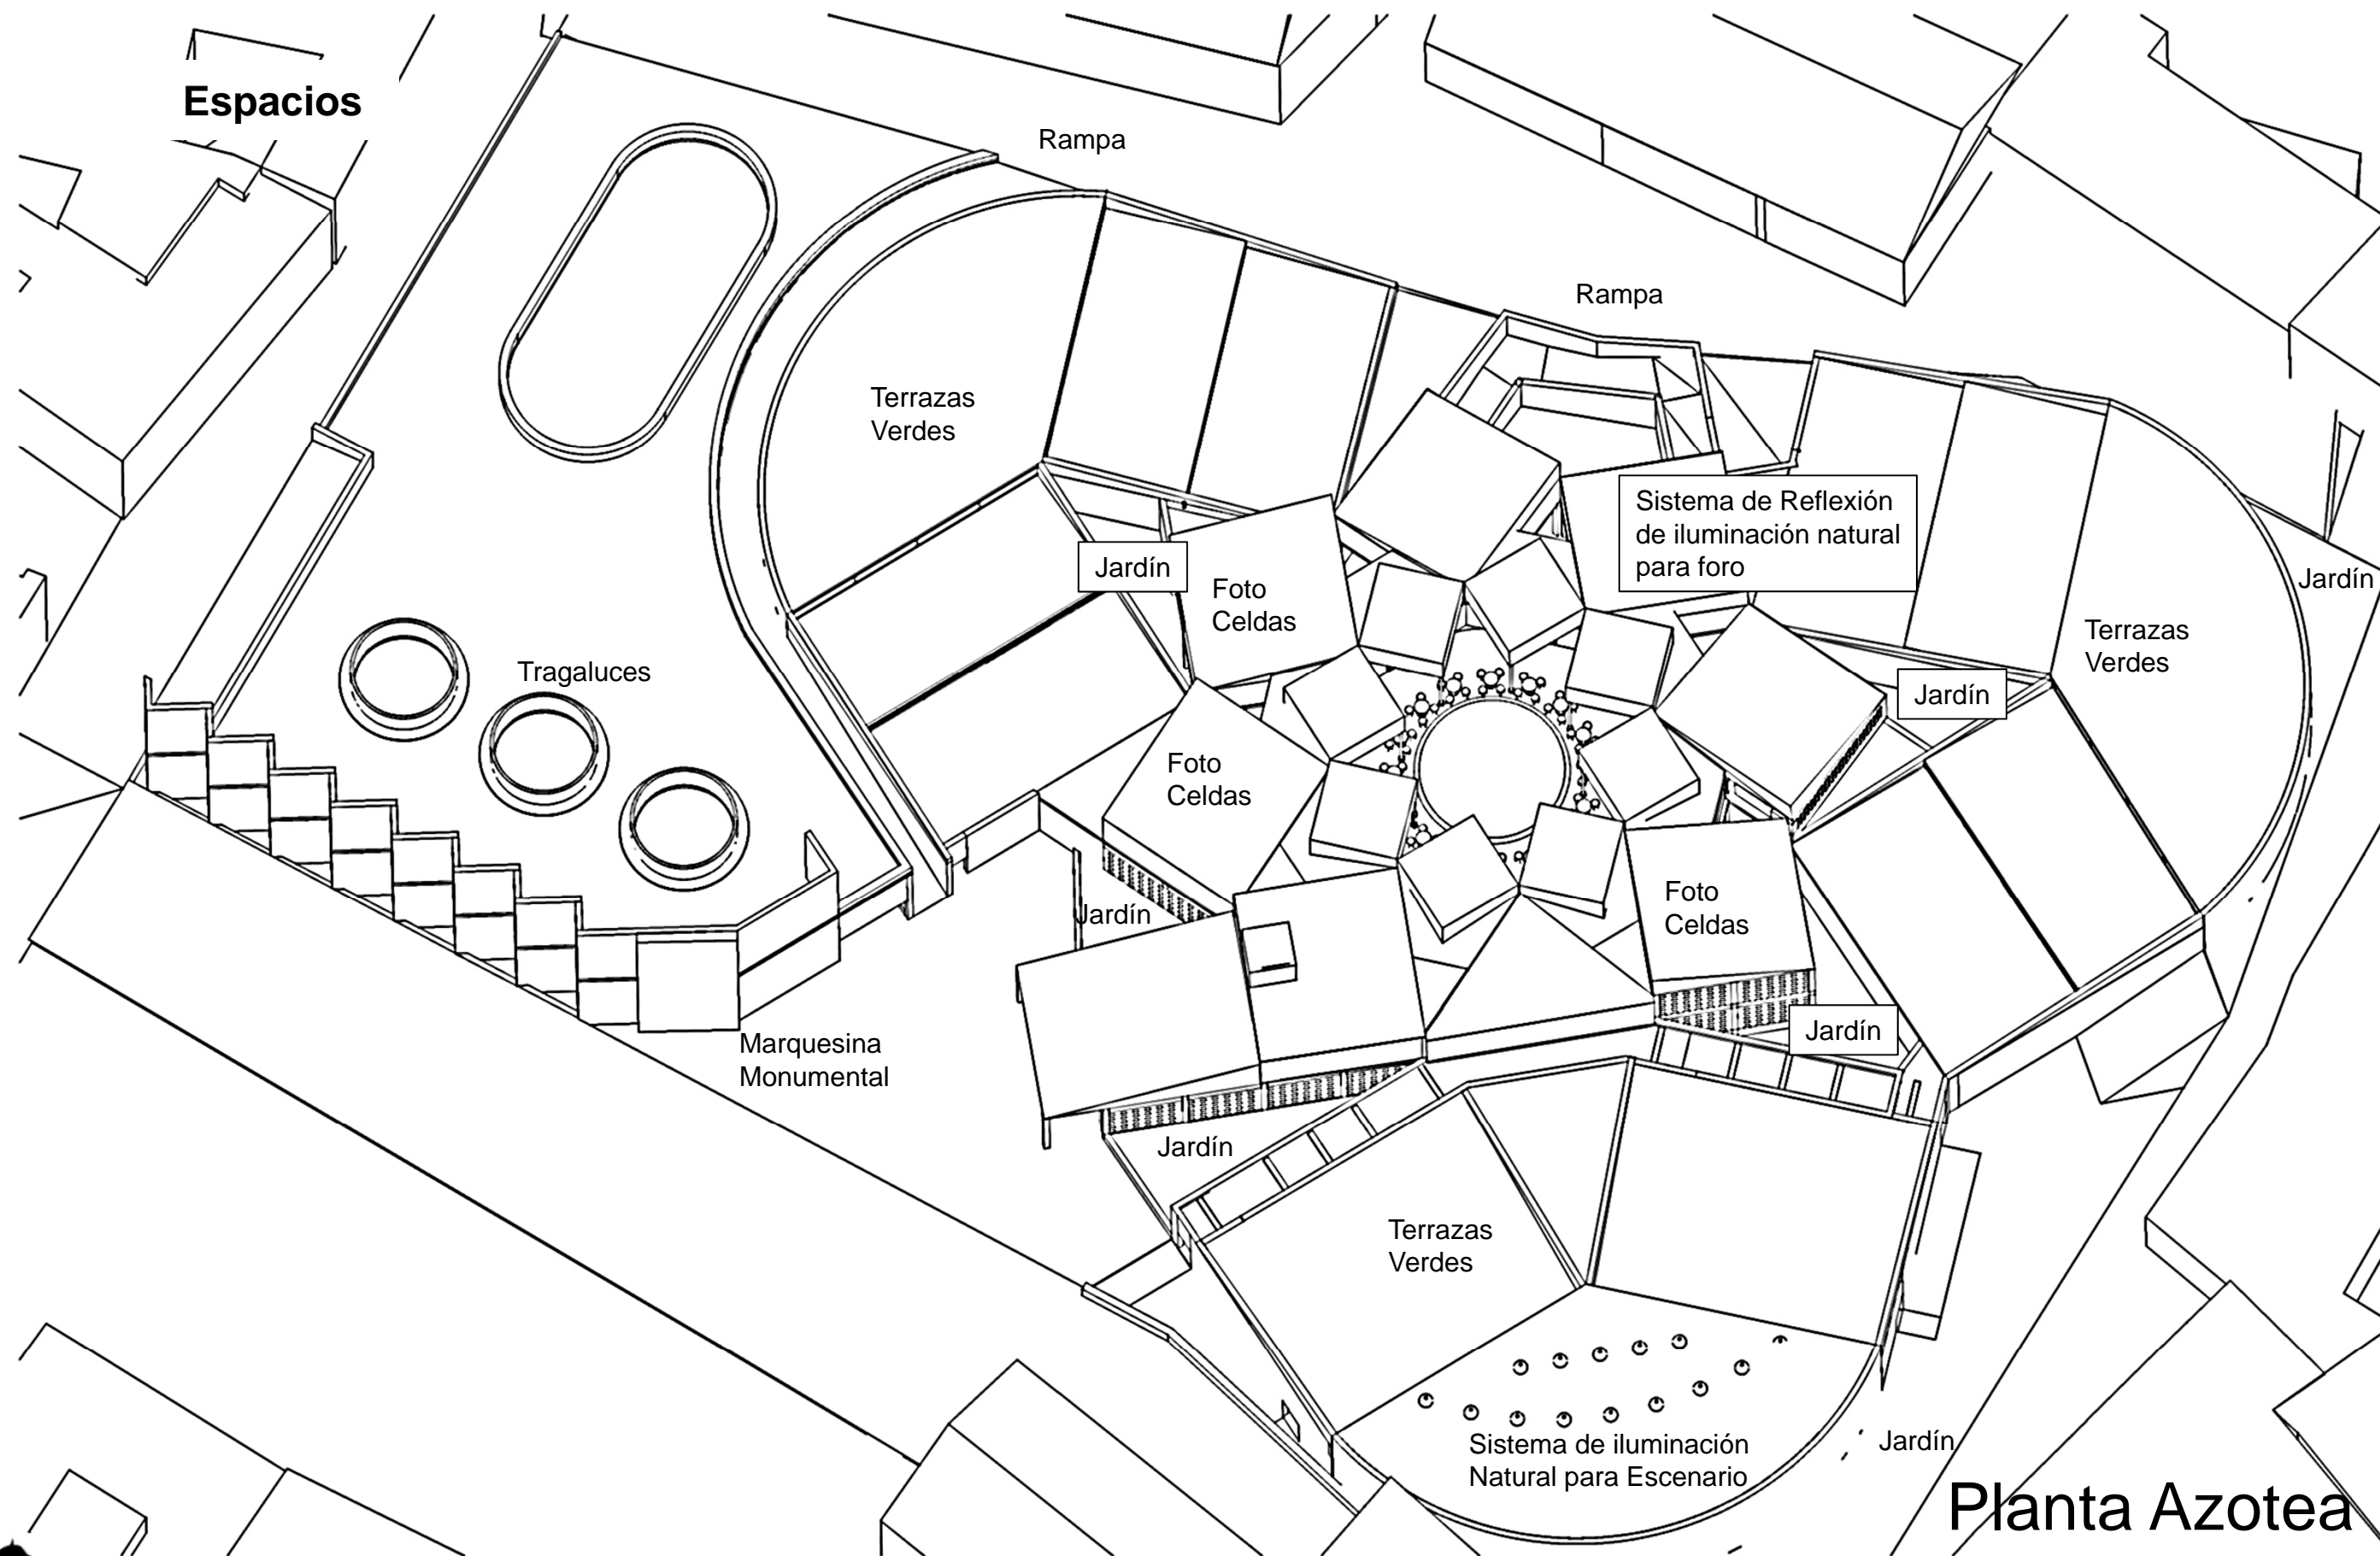 Espacios
Rampa
Rampa
Terrazas
Verdes
Sistema de Reflexión
de iluminación natural
para foro
Jardín
Foto
Celdas
Jardín
Terrazas
Verdes
Tragaluces
Jardín
Foto
Celdas
Foto
Celdas
Jardín
Jardín
Marquesina
Monumental
Jardín
Terrazas
Verdes
Sistema de iluminación
Natural para Escenario
Jardín
Planta Azotea